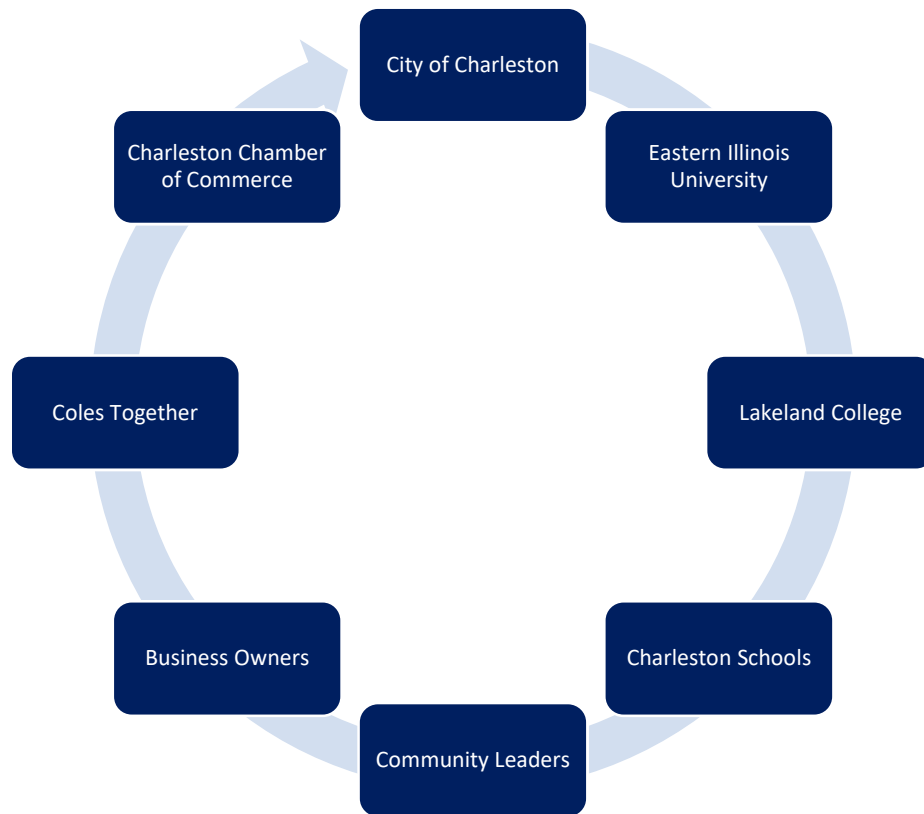 City of Charleston
Eastern Illinois
University
Lakeland College
Charleston Schools
Community Leaders
Business Owners
Coles Together
Charleston Chamber
of Commerce